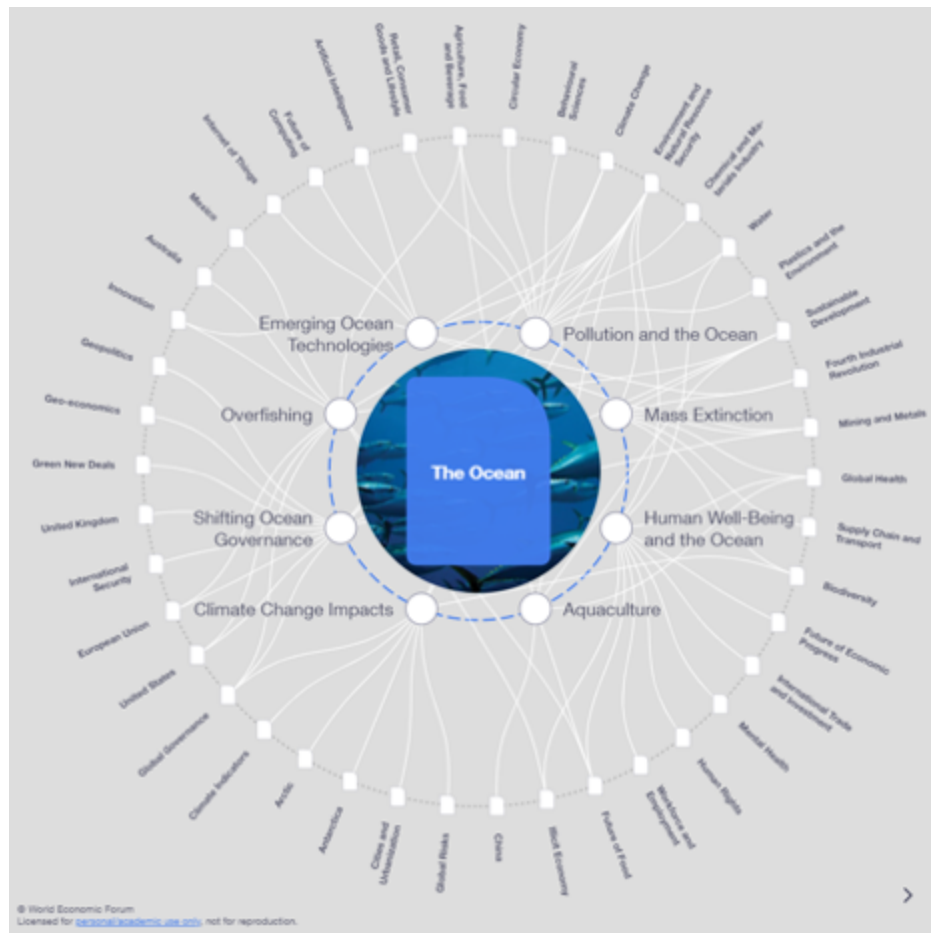 Artificial Intelligence
Retail, Consumer
Goods and Lifestyle
Agriculture, Food
and Beverage
Circular Economy
Behavioural
Sciences
Climate Change
Environment and
Natural Resource
Security
Chemical and Ma-
terials Industry
Water
Plastics and the
Environment
Sustainable
Development
Fourth Industrial
Revolution
Mining and Metals
Global Health
Supply Chain and
Transport
Biodiversity
Future of Economic
Progress
International Trade
and Investment
Mental Health
Human Rights
Workforce and
Employment
Future of Food
Illicit Economy
China
Global Risks
Cities and
Urbanization
Antarctica
Arctic
Climate Indicators
Global Governance
United States
European Union
International
Security
United Kingdom
Green New Deals
Geo-economics
Geopolitics
Innovation
Australia
Mexico
Internet of Things
Future of
Computing
Emerging Ocean
Technologies
Pollution and the Ocean
Overfishing
Mass Extinction
The Ocean
Shifting Ocean
Governance
Human Well-Being
and the Ocean
Climate Change Impacts
Aquaculture
© World Economic Forum
Licensed for personal/academic use only, not for reproduction.